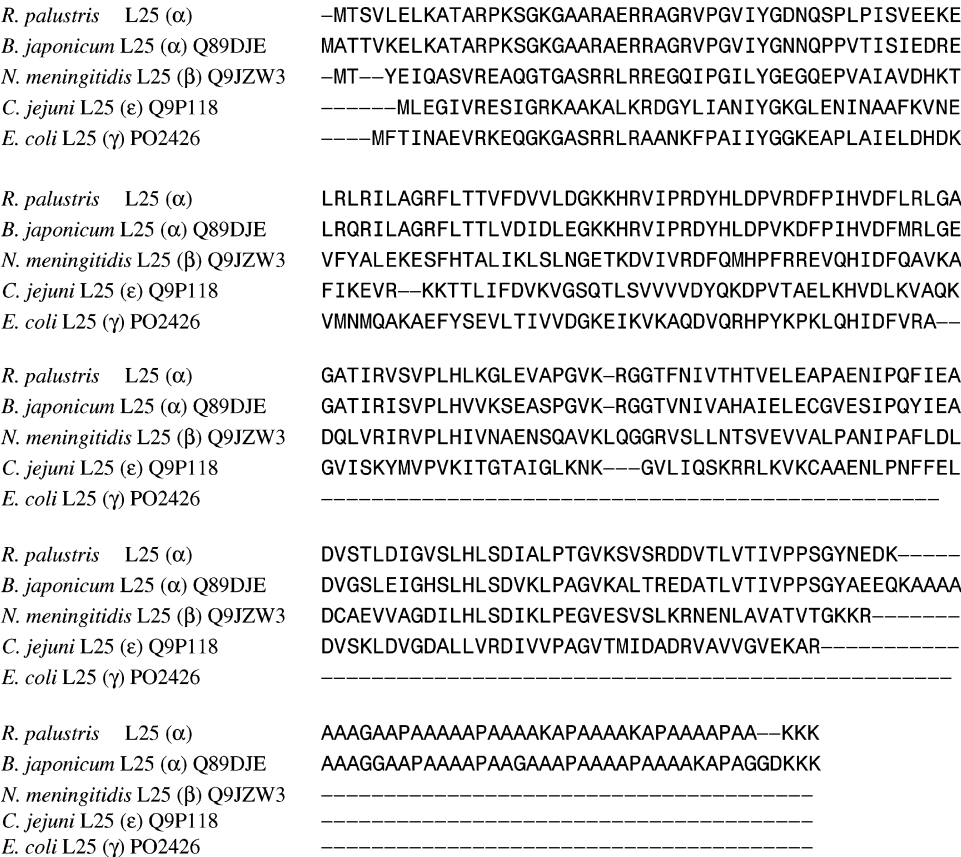 R. palustris L25 (α) –MTSVLELKATARPKSGKGAARAERRAGRVPGVIYGDNQSPLPISVEEKE
B. japonicum L25 (α) Q89DJE MATTVKELKATARPKSGKGAARAERRAGRVPGVIYGNNQPPVTISIEDRE
N. meningitidis L25 (β) Q9JZW3 –MT––YEIQASVREAQGTGASRRLRREGQIPGILYGEGQEPVAIAVDHKT
C. jejuni L25 (ε) Q9P118 ––––––MLEGIVRESIGRKAAKALKRDGYLIANIYGKGLENINAAFKVNE
E. coli L25 (γ) PO2426 ––––MFTINAEVRKEQGKGASRRLRAANKFPAIIYGGKEAPLAIELDHDK
R. palustris L25 (α) LRLRILAGRFLTTVFDVVLDGKKHRVIPRDYHLDPVRDFPIHVDFLRLGA
B. japonicum L25 (α) Q89DJE LRQRILAGRFLTTLVDIDLEGKKHRVIPRDYHLDPVKDFPIHVDFMRLGE
N. meningitidis L25 (β) Q9JZW3 VFYALEKESFHTALIKLSLNGETKDVIVRDFQMHPFRREVQHIDFQAVKA
C. jejuni L25 (ε) Q9P118 FIKEVR––KKTTLIFDVKVGSQTLSVVVVDYQKDPVTAELKHVDLKVAQK
E. coli L25 (γ) PO2426 VMNMQAKAEFYSEVLTIVVDGKEIKVKAQDVQRHPYKPKLQHIDFVRA––
R. palustris L25 (α) GATIRVSVPLHLKGLEVAPGVK–RGGTFNIVTHTVELEAPAENIPQFIEA
B. japonicum L25 (α) Q89DJE GATIRISVPLHVVKSEASPGVK–RGGTVNIVAHAIELECGVESIPQYIEA
N. meningitidis L25 (β) Q9JZW3 DQLVRIRVPLHIVNAENSQAVKLQGGRVSLLNTSVEVVALPANIPAFLDL
C. jejuni L25 (ε) Q9P118 GVISKYMVPVKITGTAIGLKNK–––GVLIQSKRRLKVKCAAENLPNFFEL
E. coli L25 (γ) PO2426 ––––––––––––––––––––––––––––––––––––––––––––––––
R. palustris L25 (α) DVSTLDIGVSLHLSDIALPTGVKSVSRDDVTLVTIVPPSGYNEDK–––––
B. japonicum L25 (α) Q89DJE DVGSLEIGHSLHLSDVKLPAGVKALTREDATLVTIVPPSGYAEEQKAAAA
N. meningitidis L25 (β) Q9JZW3 DCAEVVAGDILHLSDIKLPEGVESVSLKRNENLAVATVTGKKR–––––––
C. jejuni L25 (ε) Q9P118 DVSKLDVGDALLVRDIVVPAGVTMIDADRVAVVGVEKAR–––––––––––
E. coli L25 (γ) PO2426 –––––––––––––––––––––––––––––––––––––––––––––––––
R. palustris L25 (α) AAAGAAPAAAAAPAAAAKAPAAAAKAPAAAAPAA––KKK
B. japonicum L25 (α) Q89DJE AAAGGAAPAAAAPAAGAAAPAAAAPAAAAKAPAGGDKKK
N. meningitidis L25 (β) Q9JZW3 ––––––––––––––––––––––––––––––––––––––
C. jejuni L25 (ε) Q9P118 ––––––––––––––––––––––––––––––––––––––
E. coli L25 (γ) PO2426 ––––––––––––––––––––––––––––––––––––––